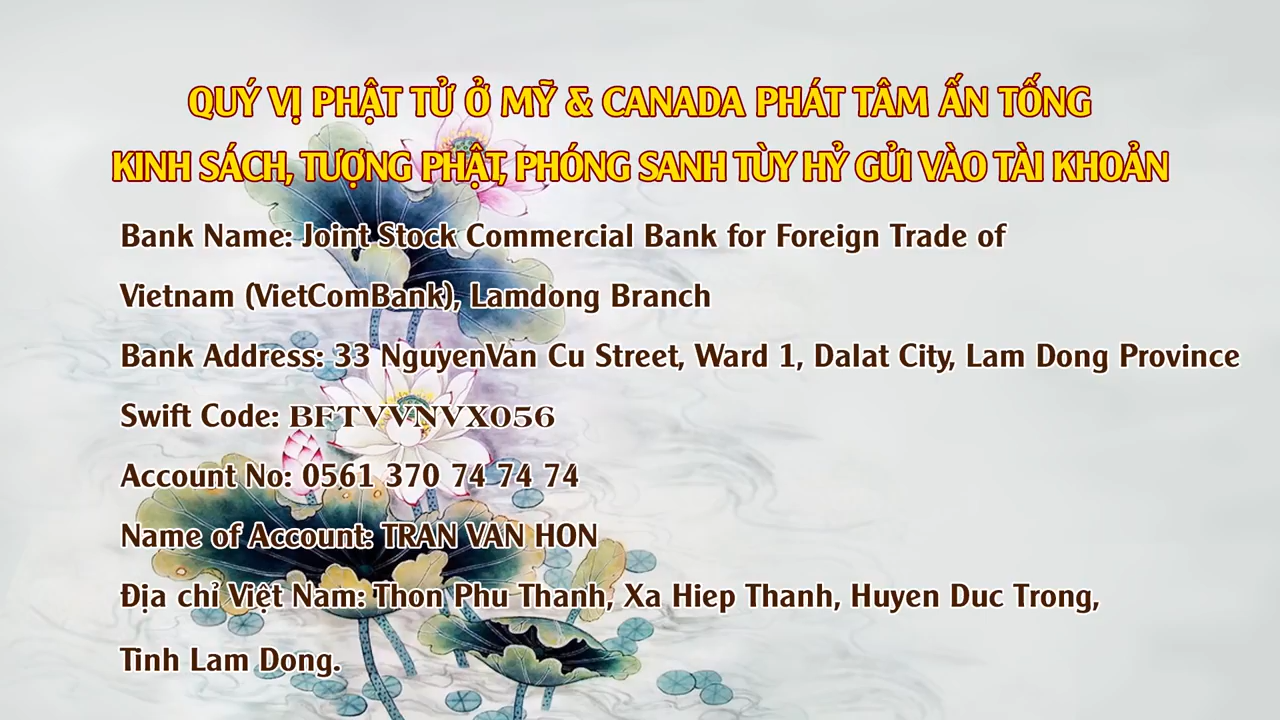 QUÝ VỊ PHẬT TỬ Ở MỸ & CANADA PHÁT TÂM ẤN TỐNG
KINH SÁCH, TƯỢNG PHẬT, PHÓNG SANH TÙY HỶ GỬI VÀO TÀI KHOẢN
Bank Name: Joint Stock Commercial Bank for Foreign Trade of
Vietnam (VietComBank), Lamdong Branch
Bank Address: 33 NguyenVan Cu Street, Ward 1, Dalat City, Lam Dong Province
Swift Code: BFTVVNVX056
Account No: 0561 370 74 74 74
Name of Account: TRAN VAN HON
Địa chỉ Việt Nam: Thon Phu Thanh, Xa Hiep Thanh, Huyen Duc Trong,
Tinh Lam Dong.